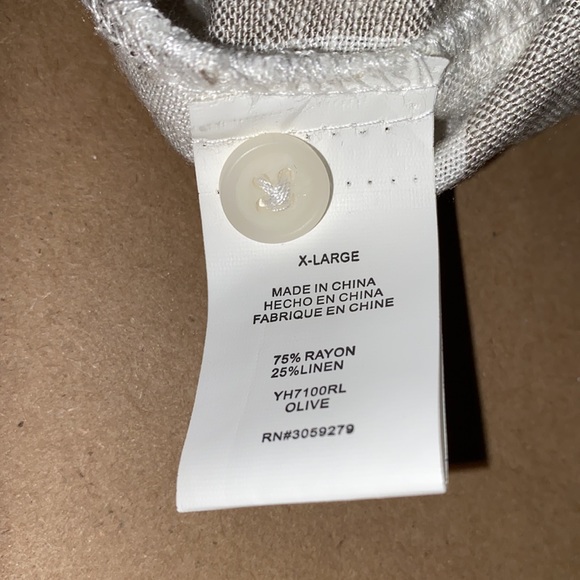 X-LARGE
MADE IN CHINA
HECHO EN CHINA
FABRIQUE EN CHINE
75% RAYON
25%LINEN
YH7100RL
OLIVE
RN#3059279